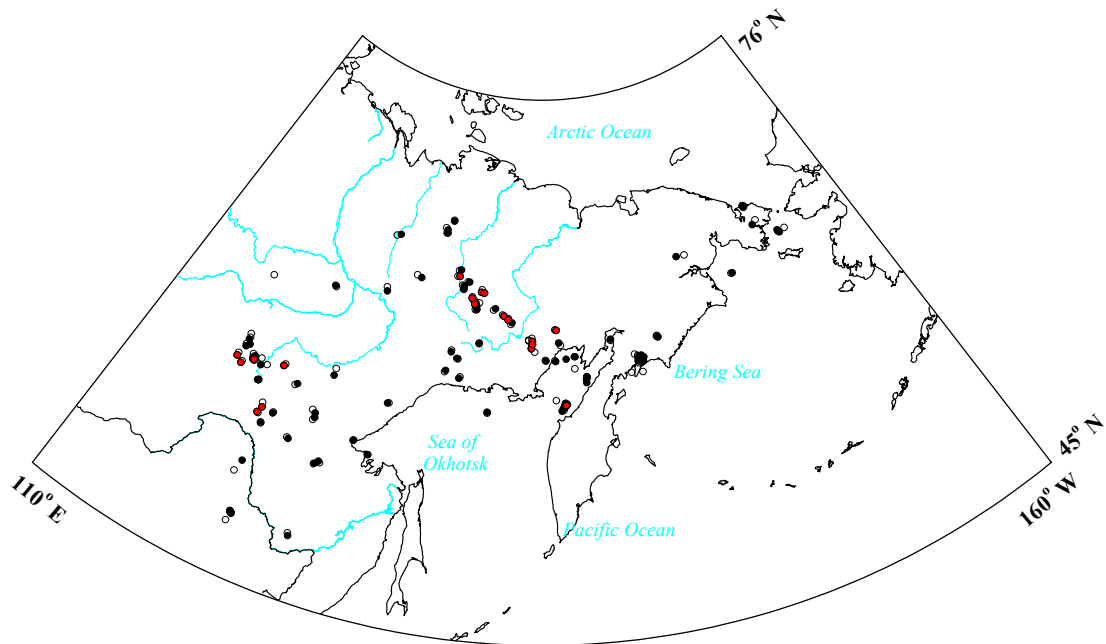 76° N
Arctic Ocean
Bering Sea
Sea of
Okhotsk
Pacific Ocean
110° E
45° N
160° W